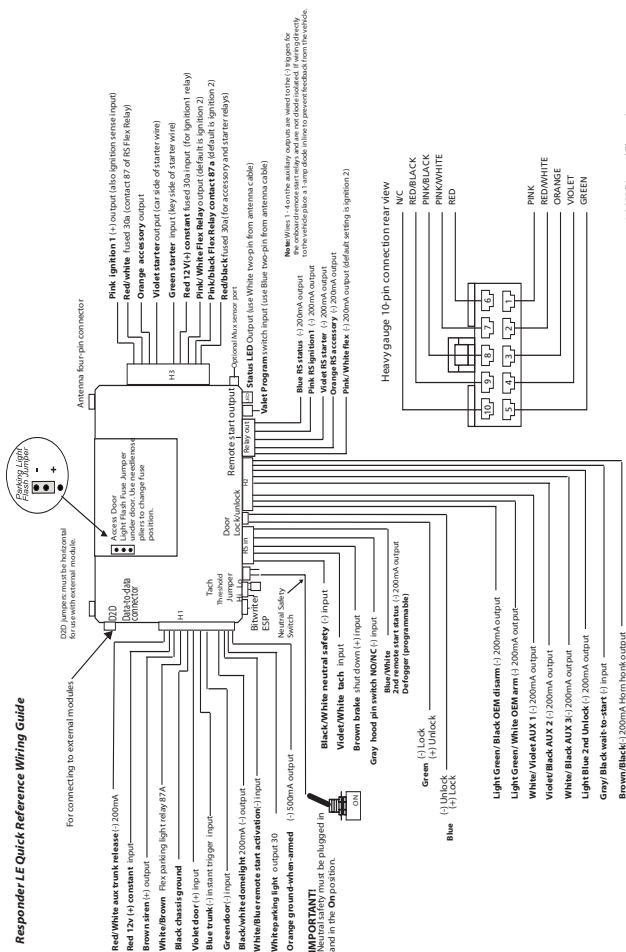 Responder LE Quick Reference Wiring Guide
For connecting to external modules
D2D jumpers: must be horizontal
for use with external module.
Parking Light
Flash Jumper
-
+
Antenna four-pin connector
D2D
Data-to-data
connector
Access Door
Light Flash Fuse Jumper
under door. Use needlenose
pliers to change fuse
position.
H1
H3
Tach
Threshold
Jumper
Hi Lo
Bitwriter
ESP
Neutral Safety
Switch
Door
Lock/unlock
RS in
H2
Remote start output
Relay out
LED
Optional Mux sensor port
Red/White aux trunk release (-) 200mA
Red 12v (+) constant input
Brown siren (+) output
White/Brown Flex parking light relay 87A
Black chassis ground
Violet door (+) input
Blue trunk (-) instant trigger input
Green door (-) input
Black/white domelight 200mA (-) output
White/Blue remote start activation (-) input
White parking light output 30
Orange ground-when-armed (-) 500mA output
IMPORTANT!
Neutral safety must be plugged in
and in the On position.
ON
Pink ignition 1 (+) output (also ignition sense input)
Red/white fused 30a (contact 87 of RS Flex Relay)
Orange accessory output
Violet starter output (car side of starter wire)
Green starter input (key side of starter wire)
Red 12V (+) constant fused 30a input (for Ignition1 relay)
Pink/White Flex Relay output (default is ignition 2)
Pink/black Flex Relay contact 87a (default is ignition 2)
Red/black fused 30a (for accessory and starter relays)
Status LED Output (use White two-pin from antenna cable)
Valet Program switch input (use Blue two-pin from antenna cable)
Blue RS status (-) 200mA output
Pink RS ignition1 (-) 200mA output
Violet RS starter (-) 200mA output
Orange RS accessory (-) 200mA output
Pink/White flex (-) 200mA output (default setting is ignition 2)
Note: Wires 1 - 4 on the auxiliary outputs are wired to the (-) triggers for
the onboard remote start relays and are not diode isolated. If wiring directly
to the vehicle place a 1-amp diode in line to prevent feedback from the vehicle.
Black/White neutral safety (-) input
Violet/White tach input
Brown brake shut down (+) input
Gray hood pin switch NO/NC (-) input
Blue/White
2nd remote start status (-) 200mA output
Defogger (programmable)
Green (-) Lock
(+) Unlock
Blue (-) Unlock
(+) Lock
Light Green/ Black OEM disarm (-) 200mA output
Light Green/ White OEM arm (-) 200mA output
White/ Violet AUX 1 (-) 200mA output
Violet/Black AUX 2 (-) 200mA output
White/ Black AUX 3 (-) 200mA output
Light Blue 2nd Unlock (-) 200mA output
Gray/ Black wait-to-start (-) input
Brown/Black (-) 200mA Horn honk output
Heavy gauge 10-pin connection rear view
N/C
RED/BLACK
PINK/BLACK
PINK/WHITE
RED
10 9 8 7 6
5 4 3 2 1
PINK
RED/WHITE
ORANGE
VIOLET
GREEN